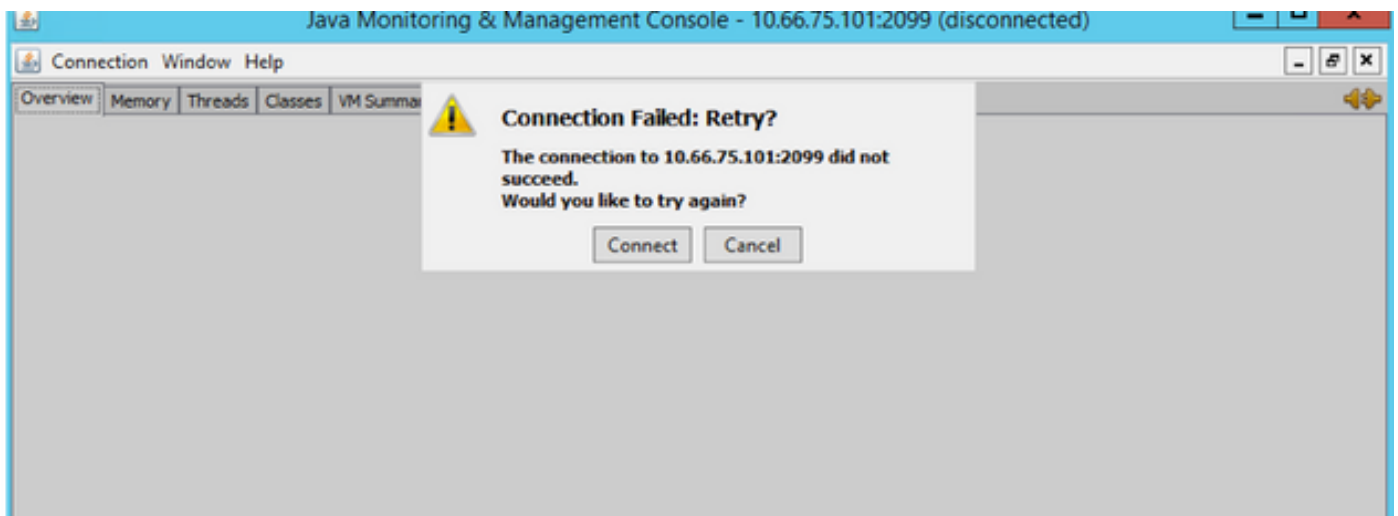 Java Monitoring & Management Console - 10.66.75.101:2099 (disconnected)
Connection Window Help
Overview Memory Threads Classes VM Summa
Connection Failed: Retry?
The connection to 10.66.75.101:2099 did not
succeed.
Would you like to try again?
Connect Cancel